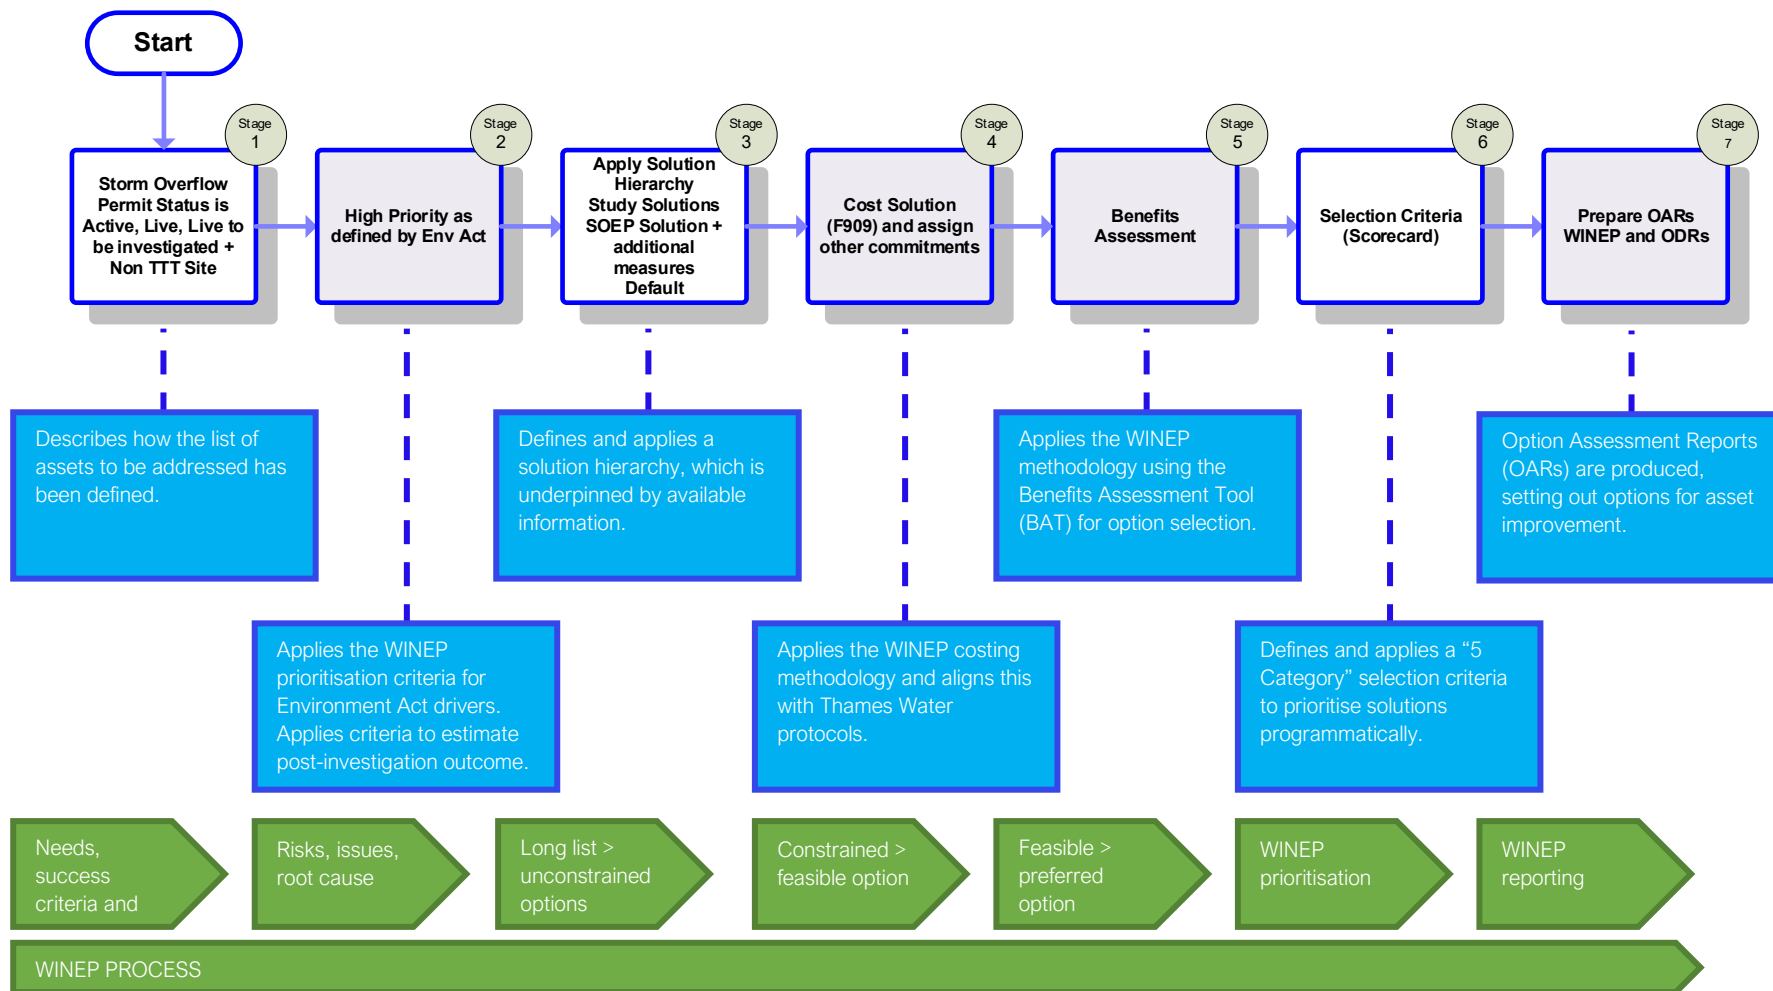 Start
Stage
1
Stage
2
Stage
3
Stage
4
Stage
5
Stage
6
Stage
7
Storm Overflow
Permit Status is
Active, Live, Live to
be investigated +
Non TTT Site
High Priority as
defined by Env Act
Apply Solution
Hierarchy
Study Solutions
SOEP Solution +
additional
measures
Default
Cost Solution
(F909) and assign
other commitments
Benefits
Assessment
Selection Criteria
(Scorecard)
Prepare OARs
WINEP and ODRs
Describes how the list of
assets to be addressed has
been defined.
Defines and applies a
solution hierarchy, which is
underpinned by available
information.
Applies the WINEP
methodology using the
Benefits Assessment Tool
(BAT) for option selection.
Option Assessment Reports
(OARs) are produced,
setting out options for asset
improvement.
Applies the WINEP
prioritisation criteria for
Environment Act drivers.
Applies criteria to estimate
post-investigation outcome.
Applies the WINEP costing
methodology and aligns this
with Thames Water
protocols.
Defines and applies a “5
Category” selection criteria
to prioritise solutions
programmatically.
Needs,
success
criteria and
Risks, issues,
root cause
Long list >
unconstrained
options
Constrained >
feasible option
Feasible >
preferred
option
WINEP
prioritisation
WINEP
reporting
WINEP PROCESS